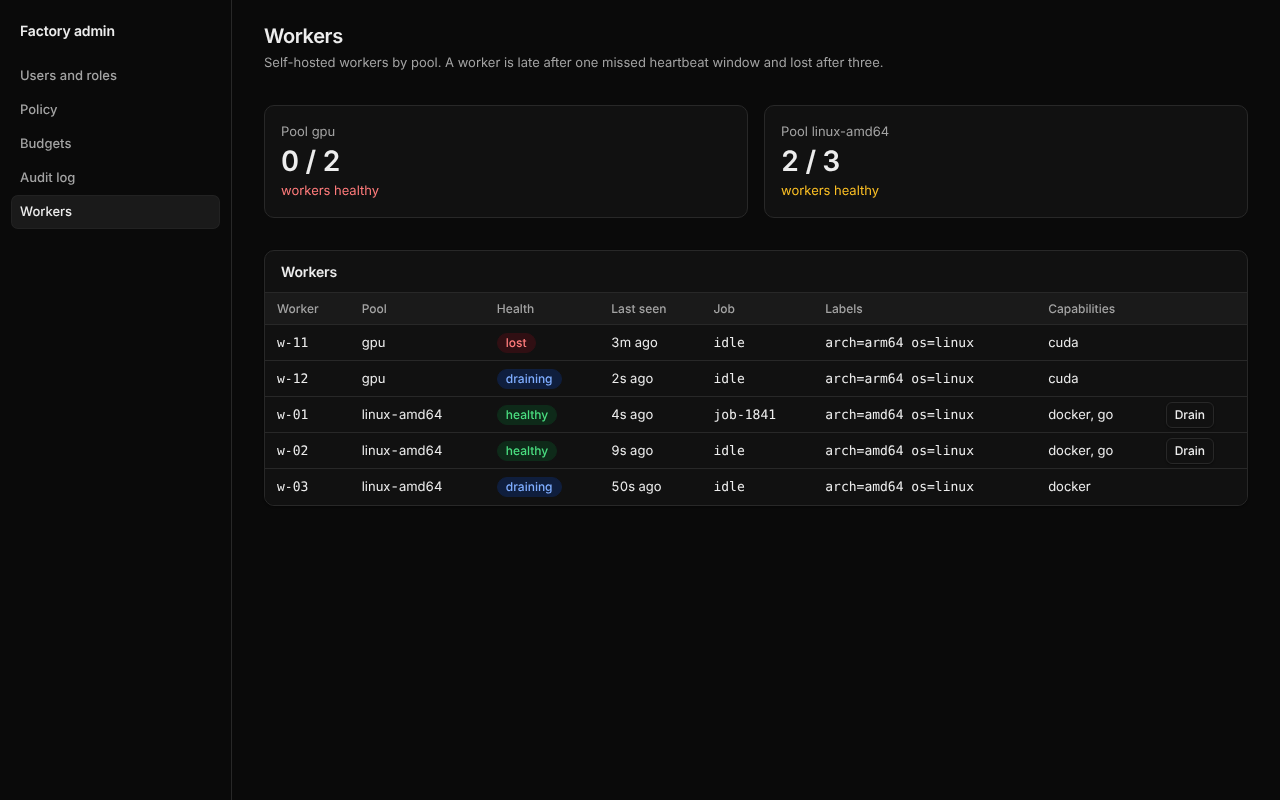 Factory admin
Users and roles
Policy
Budgets
Audit log
Workers
Workers
Self-hosted workers by pool. A worker is late after one missed heartbeat window and lost after three.
Pool gpu
0 / 2
workers healthy
Pool linux-amd64
2 / 3
workers healthy
Workers
Worker Pool Health Last seen Job Labels Capabilities
w-11 gpu lost 3m ago idle arch=arm64 os=linux cuda
w-12 gpu draining 2s ago idle arch=arm64 os=linux cuda
w-01 linux-amd64 healthy 4s ago job-1841 arch=amd64 os=linux docker, go Drain
w-02 linux-amd64 healthy 9s ago idle arch=amd64 os=linux docker, go Drain
w-03 linux-amd64 draining 50s ago idle arch=amd64 os=linux docker